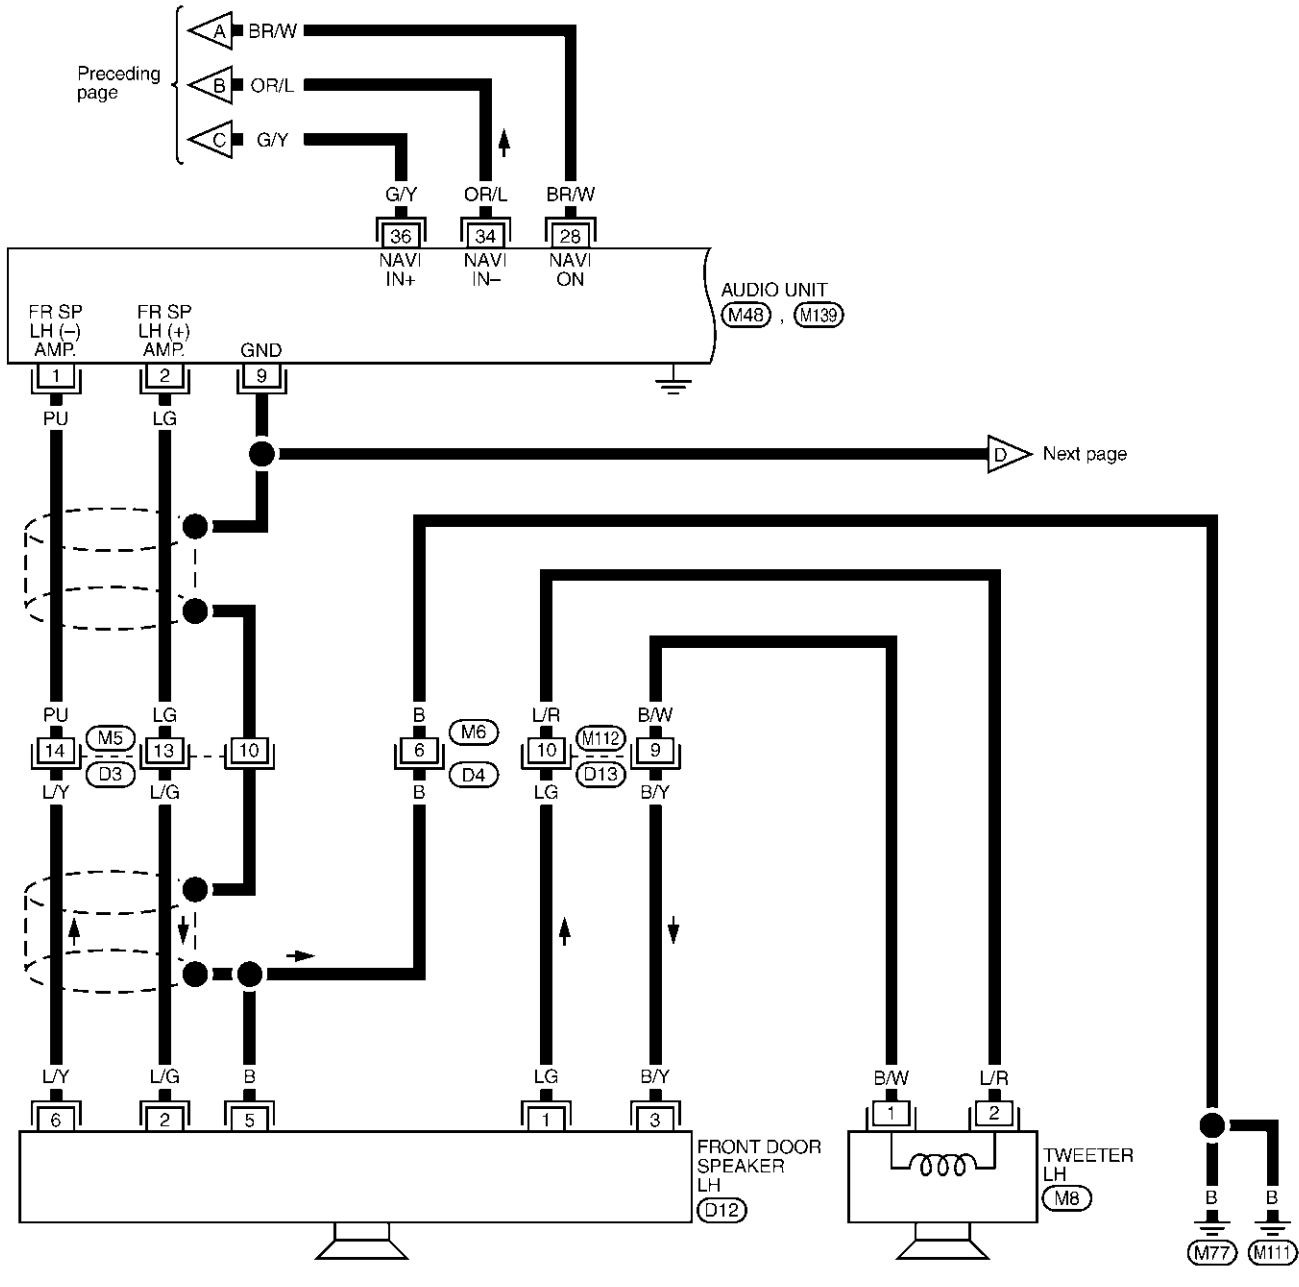 A BR/W
Preceding
page
B OR/L
C G/Y
G/Y OR/L BR/W
36 34 28
NAVI NAVI NAVI
IN+ IN– ON
AUDIO UNIT
M48 , M139
FR SP FR SP
LH (–) LH (+)
AMP. AMP. GND
1 2 9
PU LG
D Next page
PU LG B L/R B/W
M5 M6 M112
14 13 10 6 10 9
D3 D4 D13
L/Y L/G B LG B/Y
L/Y L/G B LG B/Y B/W L/R
6 2 5 1 3 1 2
FRONT DOOR
SPEAKER
LH
D12
TWEETER
LH
M8
B B
M77 M111